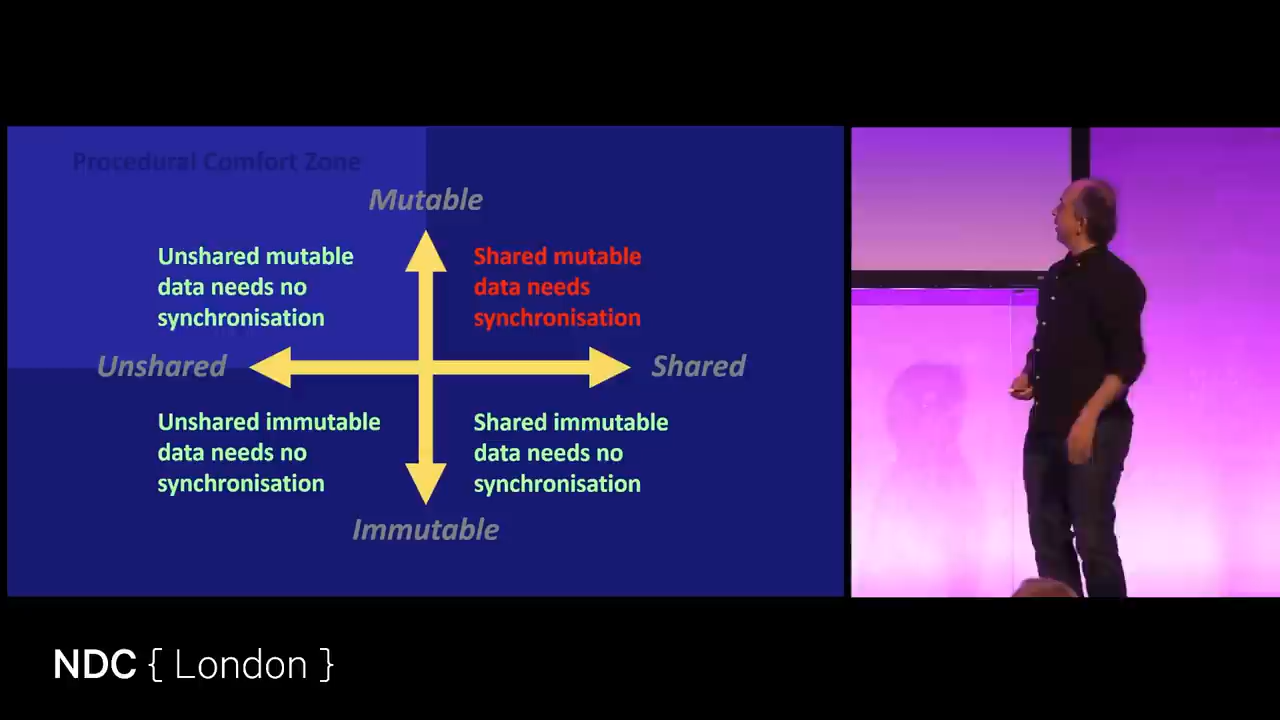 Procedural Comfort Zone
Mutable
Unshared mutable
data needs no
synchronisation
Shared mutable
data needs
synchronisation
Unshared
Shared
Unshared immutable
data needs no
synchronisation
Shared immutable
data needs no
synchronisation
Immutable
NDC { London }